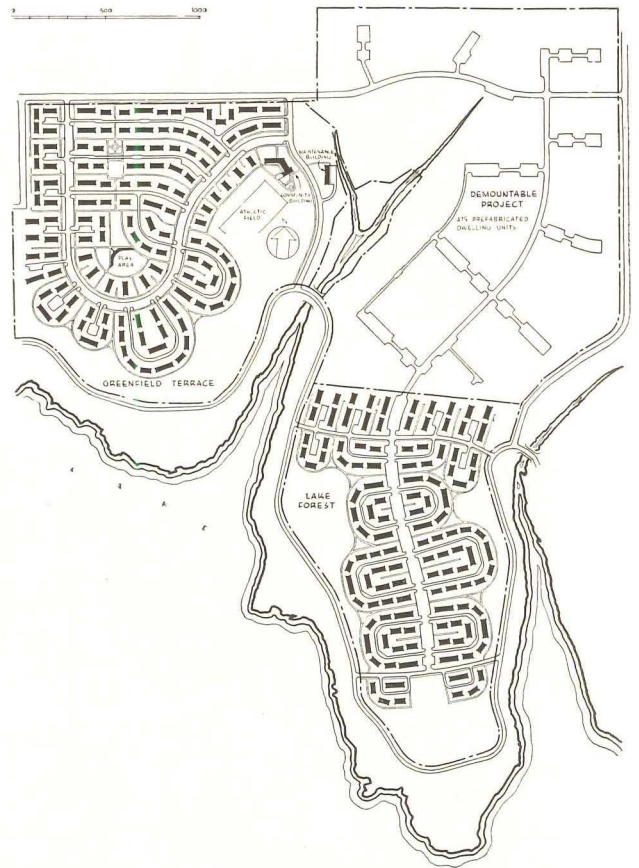 0 500 1000
MAINTENANCE
BUILDING
COMMUNITY
BUILDING
ATHLETIC
FIELD
N
DEMOUNTABLE
PROJECT
475 PREFABRICATED
DWELLING UNITS
PLAY
AREA
GREENFIELD TERRACE
LAKE
FOREST